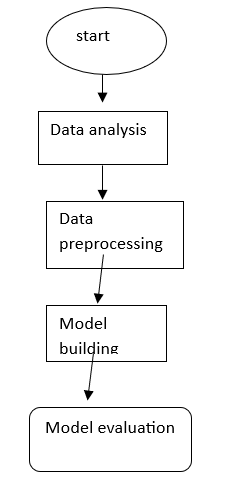 start
Data analysis
Data
preprocessing
Model
building
Model evaluation